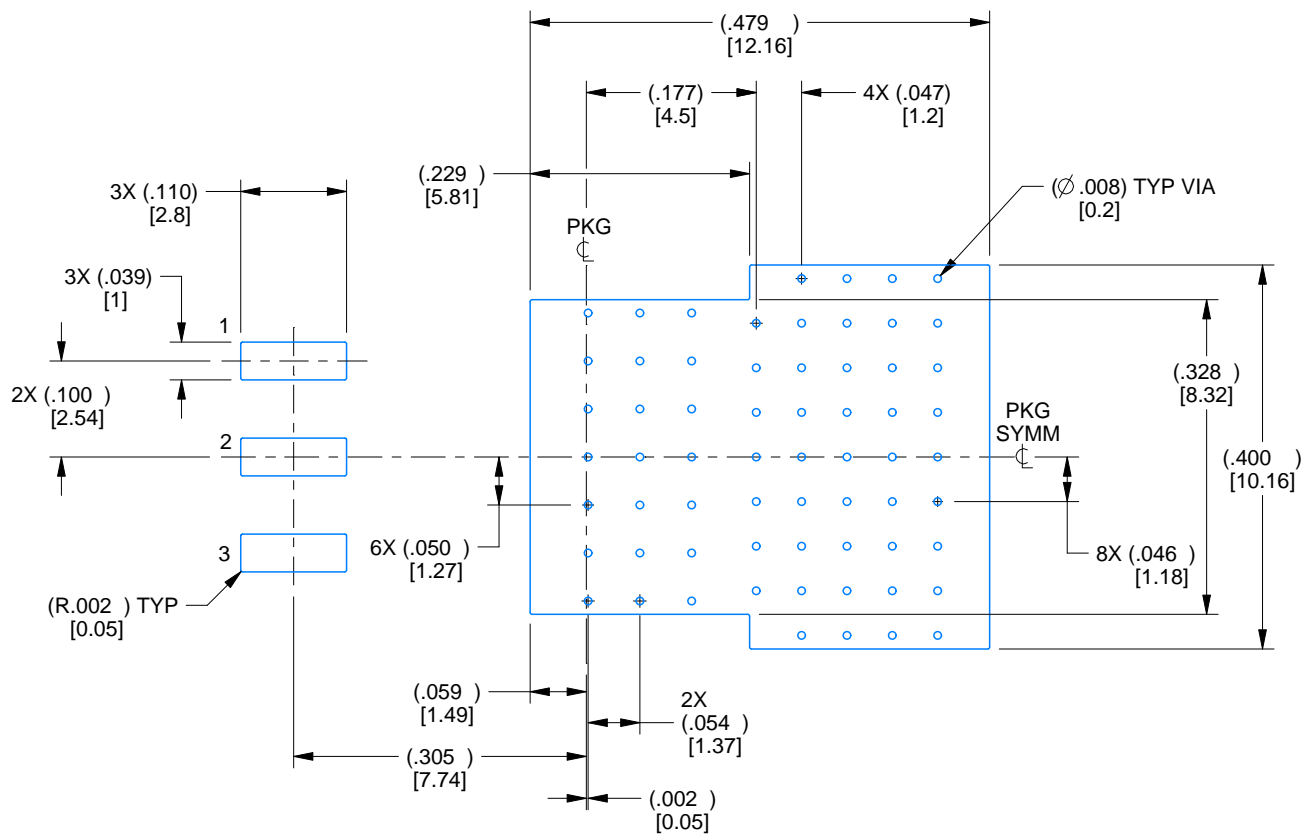 (.479 )
[12.16]
(.177)
[4.5]
4X (.047)
[1.2]
(.229 )
[5.81]
3X (.110)
[2.8]
(∅ .008) TYP VIA
[0.2]
PKG
℄
3X (.039)
[1]
1
2X (.100 )
[2.54]
2
(.328 )
[8.32]
PKG
SYMM
℄
(.400 )
[10.16]
6X (.050 )
[1.27]
3
8X (.046 )
[1.18]
(R.002 ) TYP
[0.05]
(.059 )
[1.49]
2X
(.054 )
[1.37]
(.305 )
[7.74]
(.002 )
[0.05]